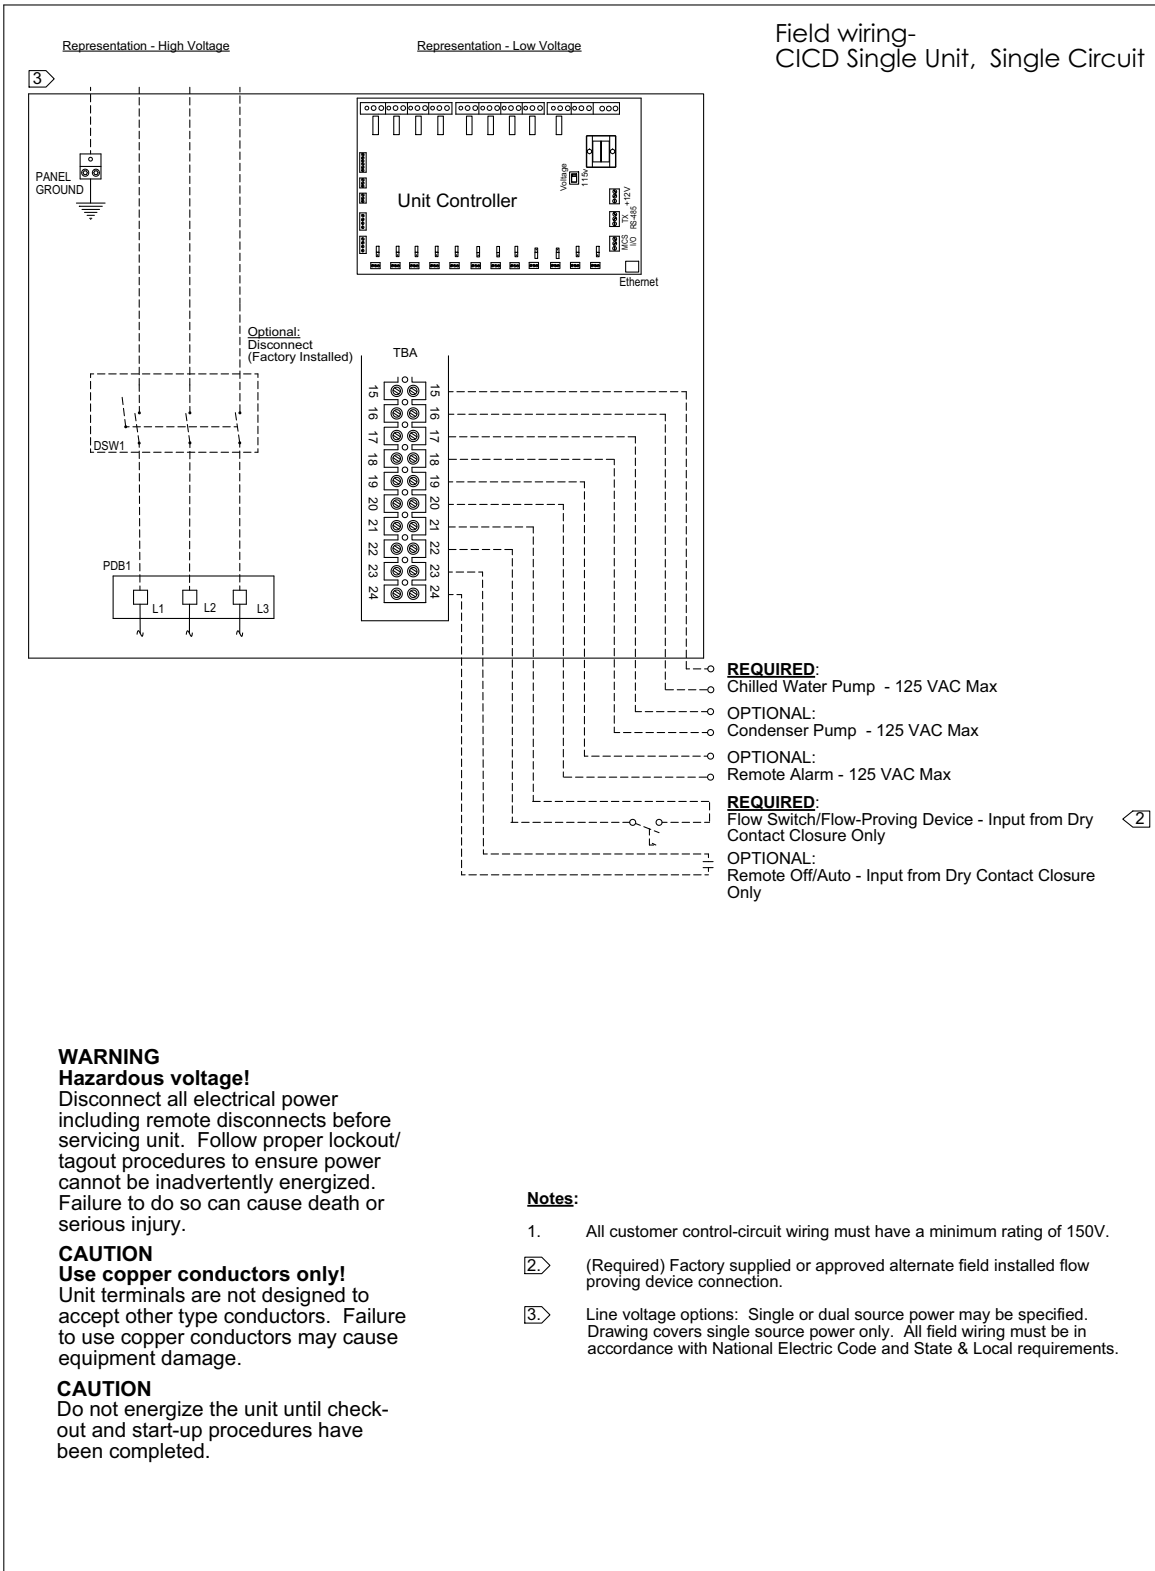 Field wiring-
CICD Single Unit,  Single Circuit
Representation - High Voltage
Representation - Low Voltage
3
PANEL
GROUND
Unit Controller
Voltage
115v
+12V
TX
RS-485
MCS
I/O
Ethernet
Optional:
Disconnect
(Factory Installed)
DSW1
PDB1
L1
L2
L3
TBA
15 15
16 16
17 17
18 18
19 19
20 20
21 21
22 22
23 23
24 24
REQUIRED:
Chilled Water Pump  - 125 VAC Max
OPTIONAL:
Condenser Pump  - 125 VAC Max
OPTIONAL:
Remote Alarm - 125 VAC Max
REQUIRED:
Flow Switch/Flow-Proving Device - Input from Dry
Contact Closure Only
2
OPTIONAL:
Remote Off/Auto - Input from Dry Contact Closure
Only
WARNING
Hazardous voltage!
Disconnect all electrical power
including remote disconnects before
servicing unit.  Follow proper lockout/
tagout procedures to ensure power
cannot be inadvertently energized.
Failure to do so can cause death or
serious injury.
CAUTION
Use copper conductors only!
Unit terminals are not designed to
accept other type conductors.  Failure
to use copper conductors may cause
equipment damage.
CAUTION
Do not energize the unit until check-
out and start-up procedures have
been completed.
Notes:
1. All customer control-circuit wiring must have a minimum rating of 150V.
2. (Required) Factory supplied or approved alternate field installed flow
proving device connection.
3. Line voltage options:  Single or dual source power may be specified.
Drawing covers single source power only.  All field wiring must be in
accordance with National Electric Code and State & Local requirements.